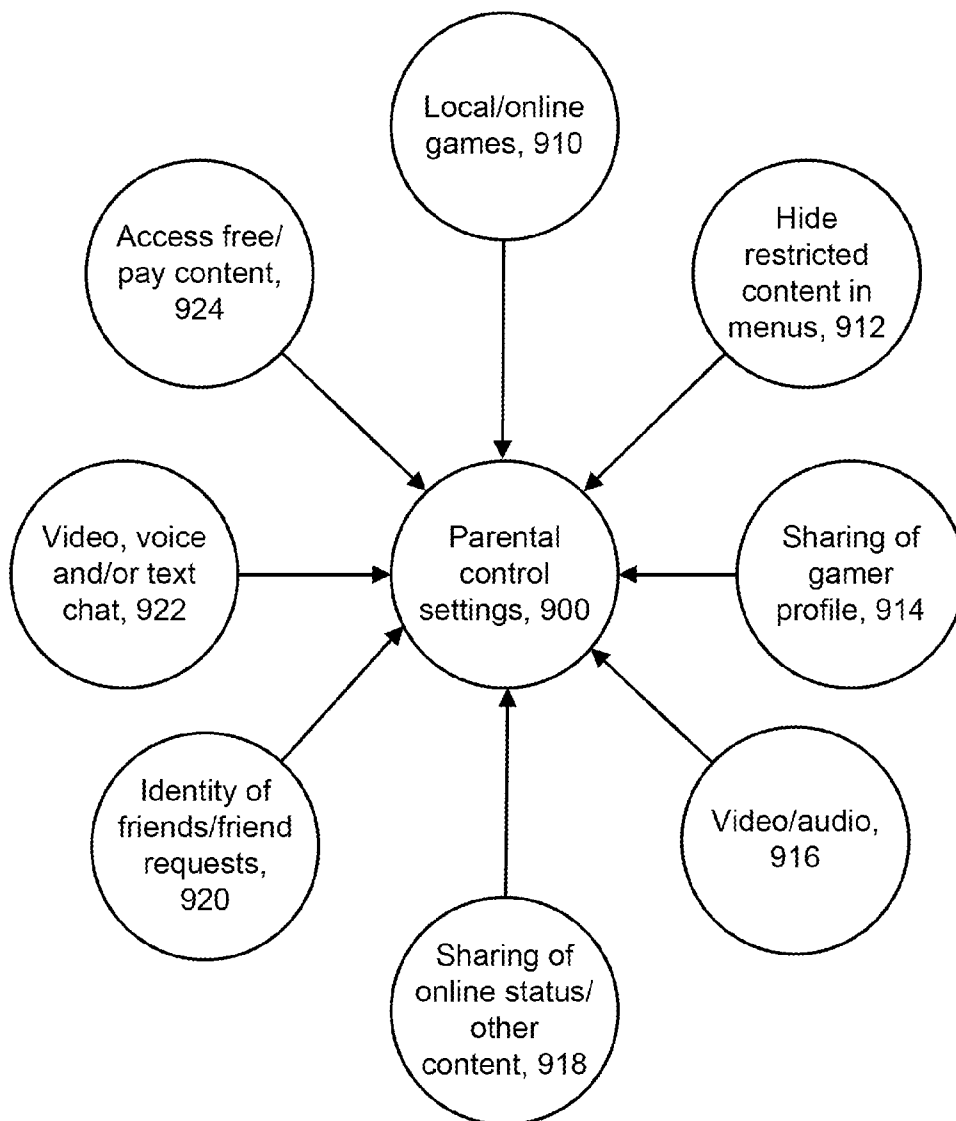 Local/online
games, 910
Access free/
pay content,
924
Hide
restricted
content in
menus, 912
Video, voice
and/or text
chat, 922
Parental
control
settings, 900
Sharing of
gamer
profile, 914
Identity of
friends/friend
requests,
920
Video/audio,
916
Sharing of
online status/
other
content, 918